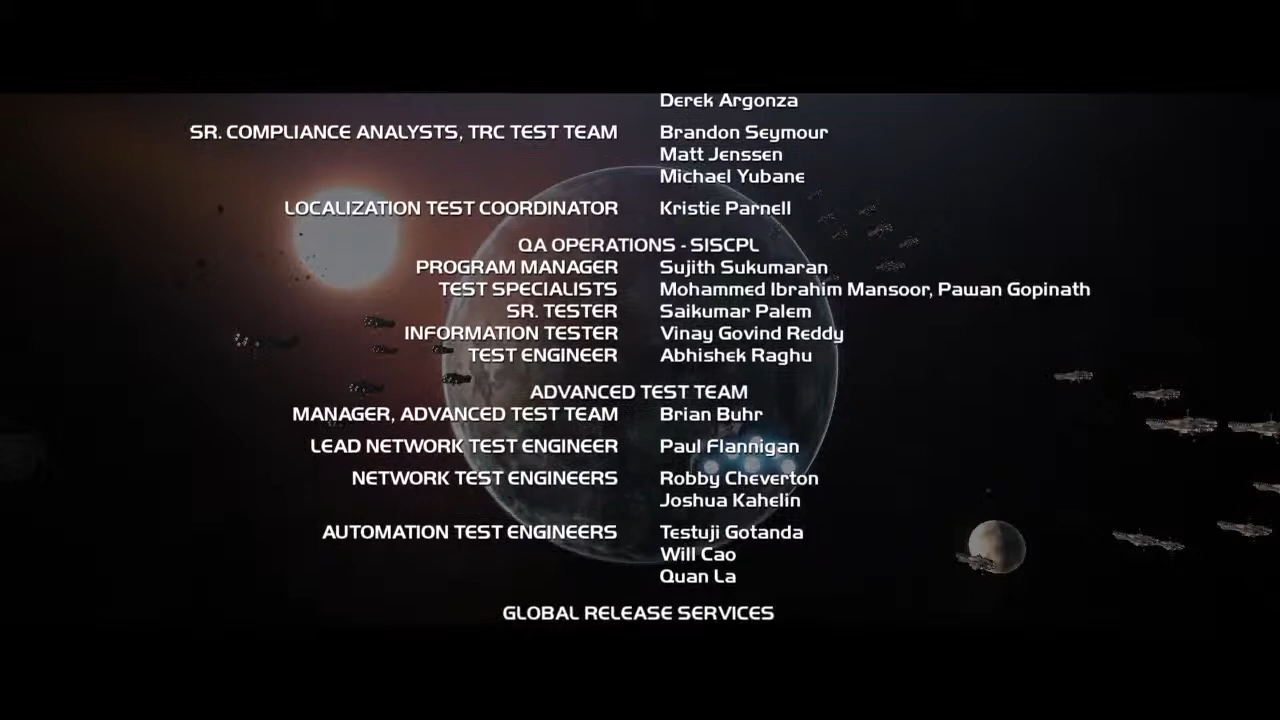 Derek Argonza
SR. COMPLIANCE ANALYSTS, TRC TEST TEAM Brandon Seymour
Matt Jenssen
Michael Yubane
LOCALIZATION TEST COORDINATOR Kristie Parnell
QA OPERATIONS - SISCPL
PROGRAM MANAGER Sujith Sukumaran
TEST SPECIALISTS Mohammed Ibrahim Mansoor, Pawan Gopinath
SR. TESTER Saikumar Palem
INFORMATION TESTER Vinay Govind Reddy
TEST ENGINEER Abhishek Raghu
ADVANCED TEST TEAM
MANAGER, ADVANCED TEST TEAM Brian Buhr
LEAD NETWORK TEST ENGINEER Paul Flannigan
NETWORK TEST ENGINEERS Robby Cheverton
Joshua Kahelin
AUTOMATION TEST ENGINEERS Testuji Gotanda
Will Cao
Quan La
GLOBAL RELEASE SERVICES